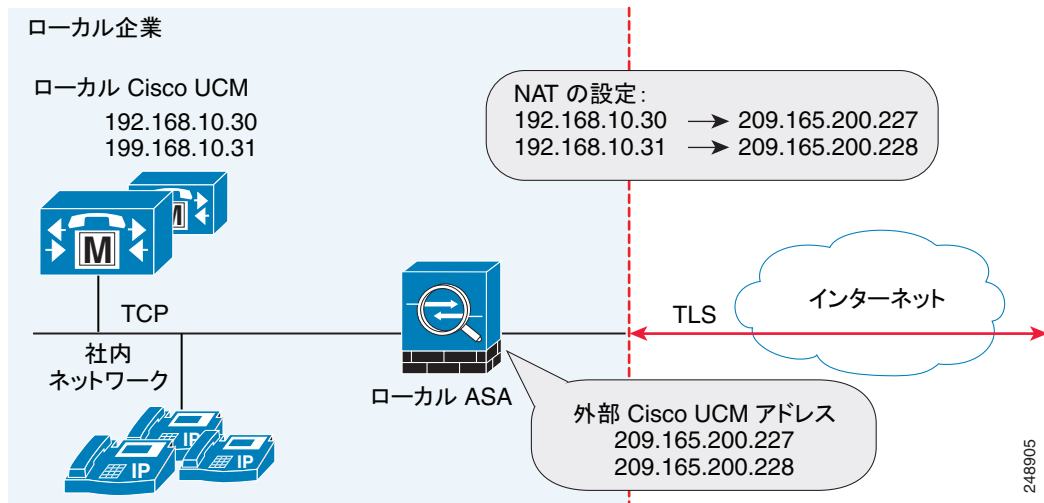 ローカル企業
ローカル Cisco UCM
192.168.10.30
199.168.10.31
NAT の設定:
192.168.10.30 → 209.165.200.227
192.168.10.31 → 209.165.200.228
M
M
TCP
TLS
インターネット
社内
ネットワーク
ローカル ASA
外部 Cisco UCM アドレス
209.165.200.227
209.165.200.228
IP
IP
IP
248905